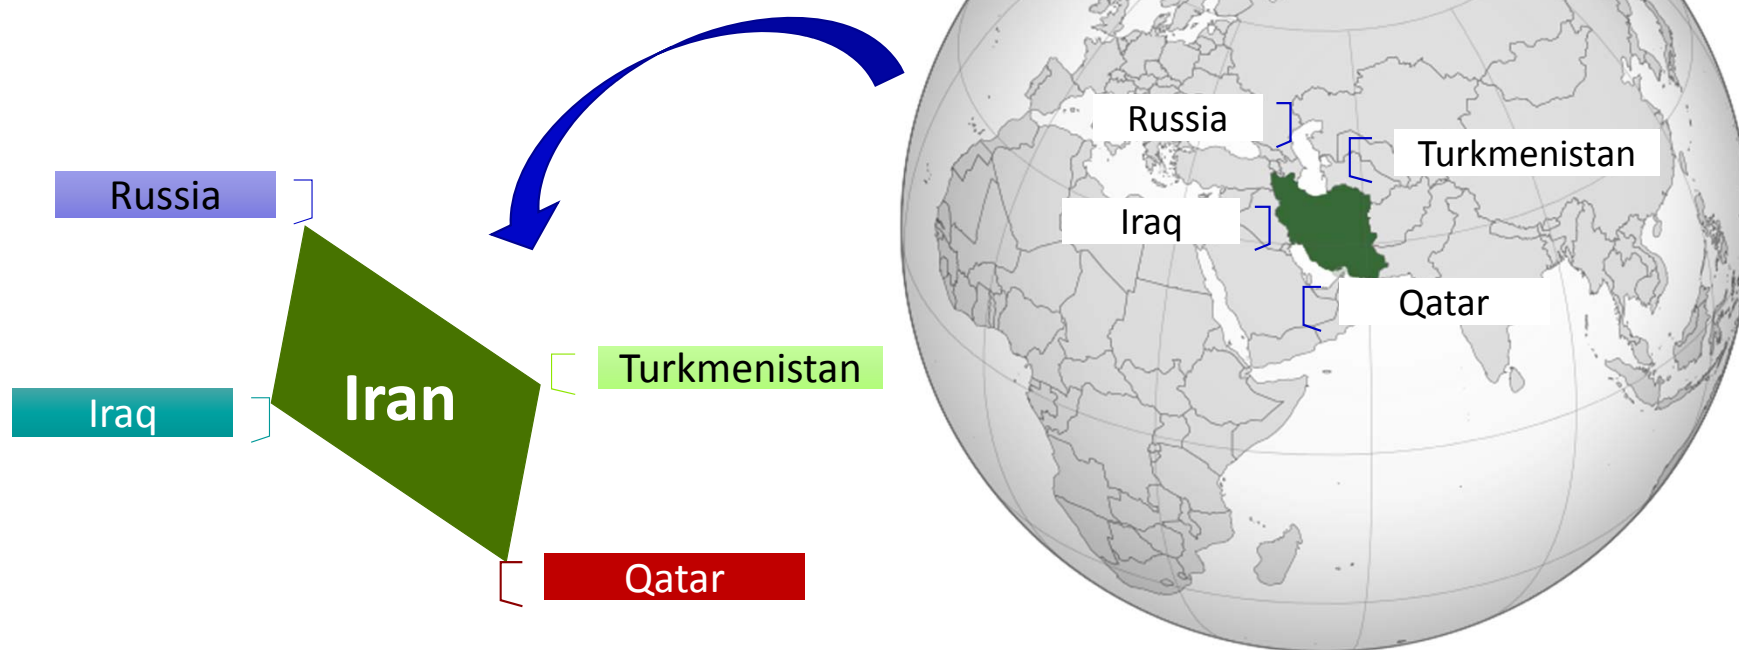 Russia
Turkmenistan
Iraq
Iran
Qatar
Russia
Turkmenistan
Iraq
Qatar